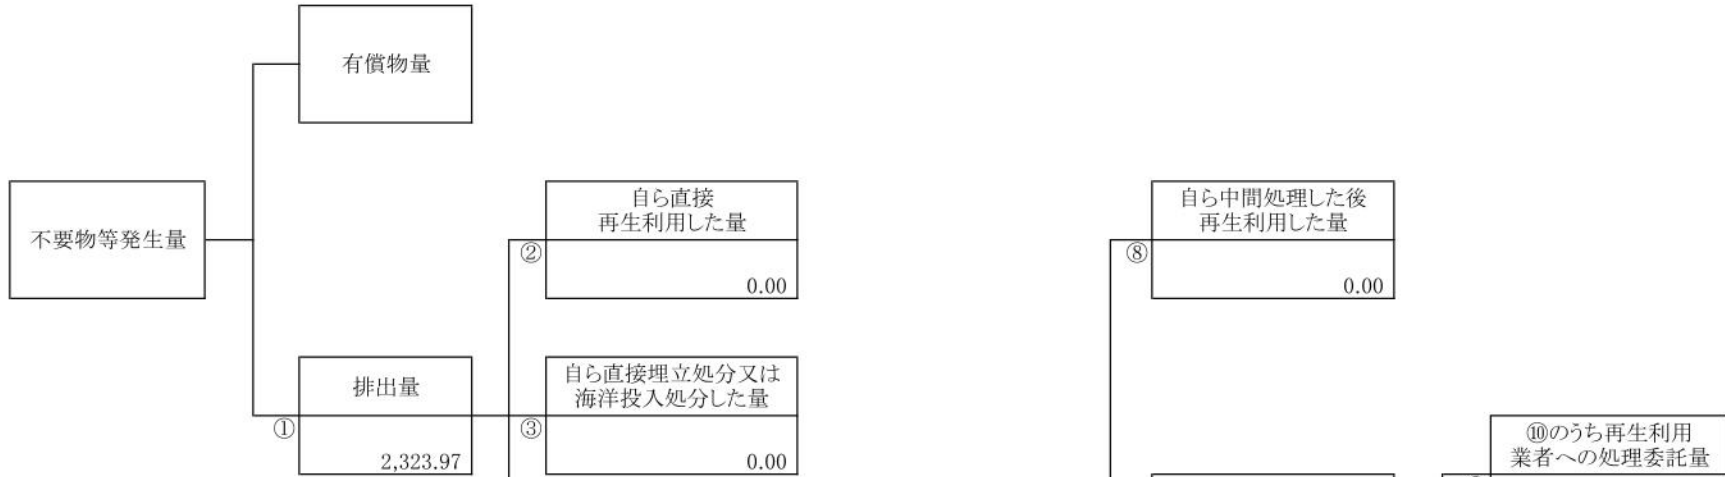 有償物量
不要物等発生量
自ら直接
再生利用した量
②
0.00
自ら中間処理した後
再生利用した量
⑧
0.00
排出量
①
2,323.97
自ら直接埋立処分又は
海洋投入処分した量
③
0.00
⑩のうち再生利用
業者への処理委託量